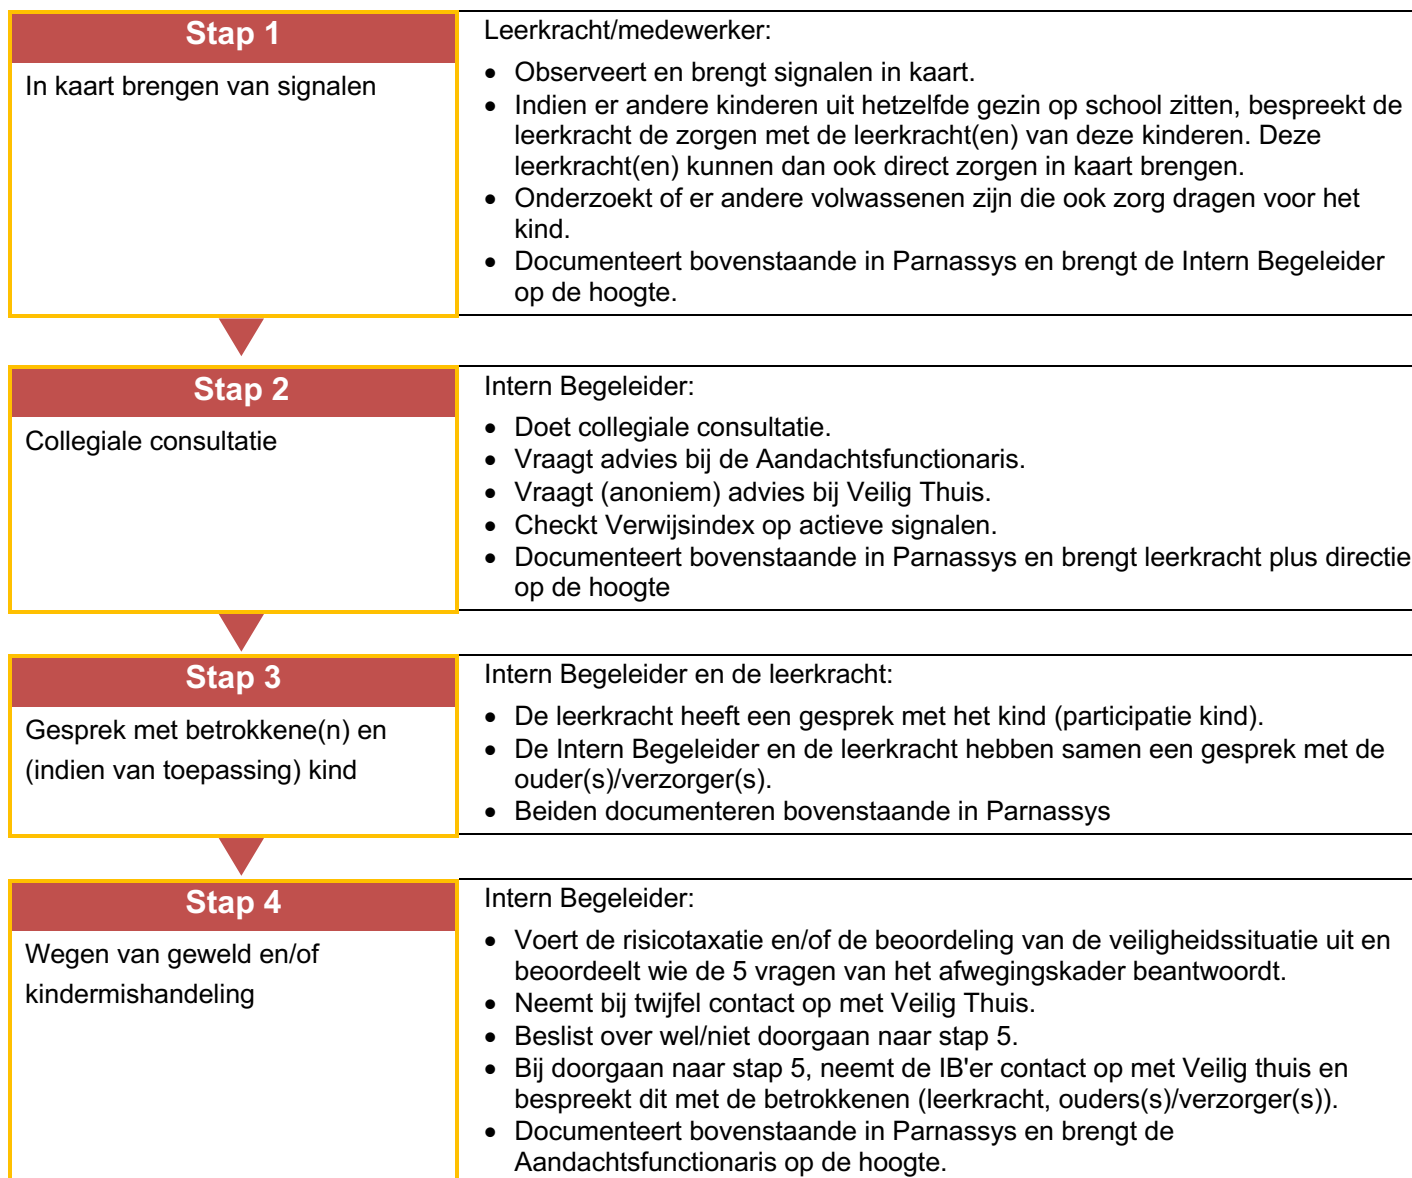 Stap 1
In kaart brengen van signalen
Leerkracht/medewerker:
• Observeert en brengt signalen in kaart.
• Indien er andere kinderen uit hetzelfde gezin op school zitten, bespreekt de
leerkracht de zorgen met de leerkracht(en) van deze kinderen. Deze
leerkracht(en) kunnen dan ook direct zorgen in kaart brengen.
• Onderzoekt of er andere volwassenen zijn die ook zorg dragen voor het
kind.
• Documenteert bovenstaande in Parnassys en brengt de Intern Begeleider
op de hoogte.
Stap 2
Collegiale consultatie
Intern Begeleider:
• Doet collegiale consultatie.
• Vraagt advies bij de Aandachtsfunctionaris.
• Vraagt (anoniem) advies bij Veilig Thuis.
• Checkt Verwijsindex op actieve signalen.
• Documenteert bovenstaande in Parnassys en brengt leerkracht plus directie
op de hoogte
Stap 3
Gesprek met betrokkene(n) en
(indien van toepassing) kind
Intern Begeleider en de leerkracht:
• De leerkracht heeft een gesprek met het kind (participatie kind).
• De Intern Begeleider en de leerkracht hebben samen een gesprek met de
ouder(s)/verzorger(s).
• Beiden documenteren bovenstaande in Parnassys
Stap 4
Wegen van geweld en/of
kindermishandeling
Intern Begeleider:
• Voert de risicotaxatie en/of de beoordeling van de veiligheidssituatie uit en
beoordeelt wie de 5 vragen van het afwegingskader beantwoordt.
• Neemt bij twijfel contact op met Veilig Thuis.
• Beslist over wel/niet doorgaan naar stap 5.
• Bij doorgaan naar stap 5, neemt de IB'er contact op met Veilig thuis en
bespreekt dit met de betrokkenen (leerkracht, ouders(s)/verzorger(s)).
• Documenteert bovenstaande in Parnassys en brengt de
Aandachtsfunctionaris op de hoogte.